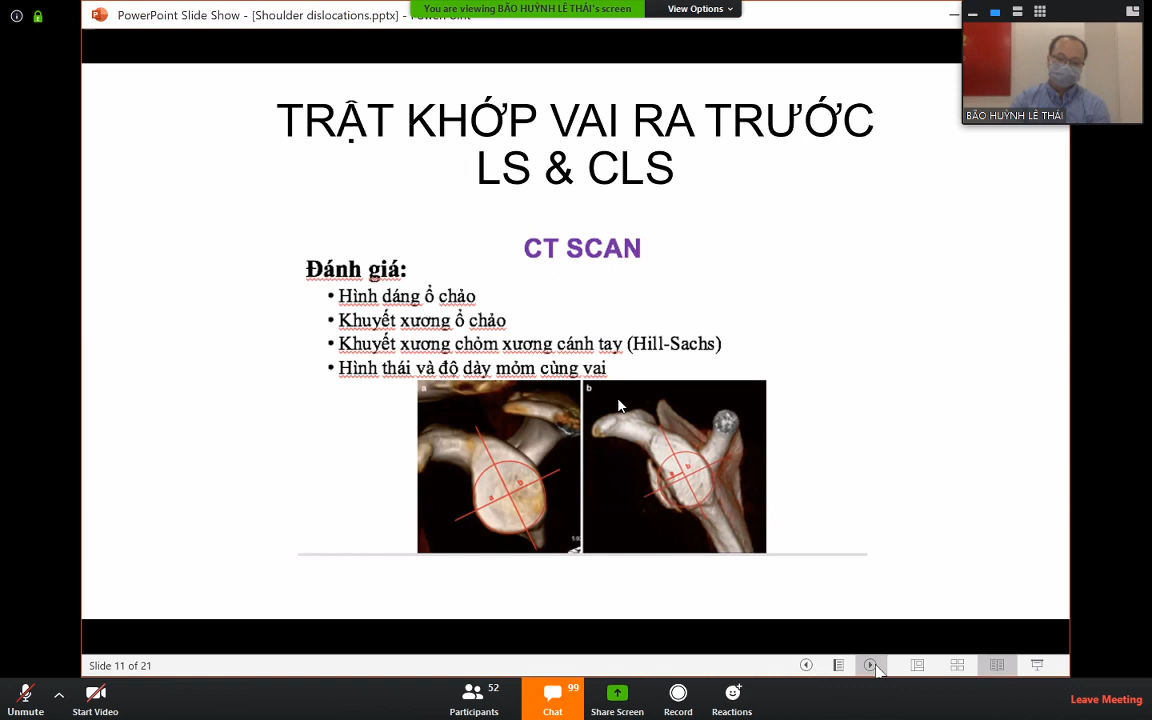 PowerPoint Slide Show - [Shoulder dislocations.pptx] - PowerPoint
You are viewing BẢO HUỲNH LÊ THÁI's screen
View Options
BẢO HUỲNH LÊ THÁI
TRẬT KHỚP VAI RA TRƯỚC
LS & CLS
CT SCAN
Đánh giá:
• Hình dáng ổ chảo
• Khuyết xương ổ chảo
• Khuyết xương chỏm xương cánh tay (Hill-Sachs)
• Hình thái và độ dày mỏm cùng vai
a
b
Slide 11 of 21
Unmute
Start Video
52
Participants
99
Chat
Share Screen
Record
Reactions
Leave Meeting